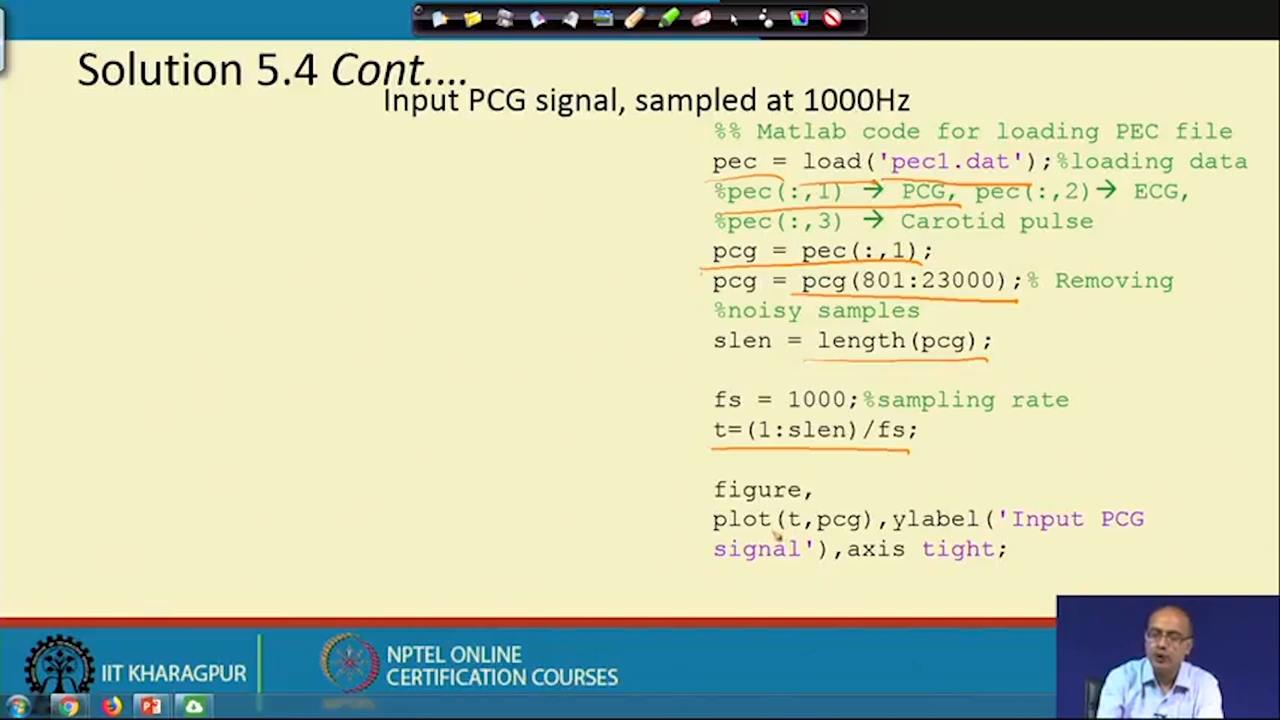 Solution 5.4 Cont....
Input PCG signal, sampled at 1000Hz
%% Matlab code for loading PEC file
pec = load('pec1.dat');%loading data
%pec(:,1) → PCG, pec(:,2)→ ECG,
%pec(:,3) → Carotid pulse
pcg = pec(:,1);
pcg = pcg(801:23000);% Removing
%noisy samples
slen = length(pcg);
fs = 1000;%sampling rate
t=(1:slen)/fs;
figure,
plot(t,pcg),ylabel('Input PCG
signal'),axis tight;
IIT KHARAGPUR
NPTEL ONLINE
CERTIFICATION COURSES